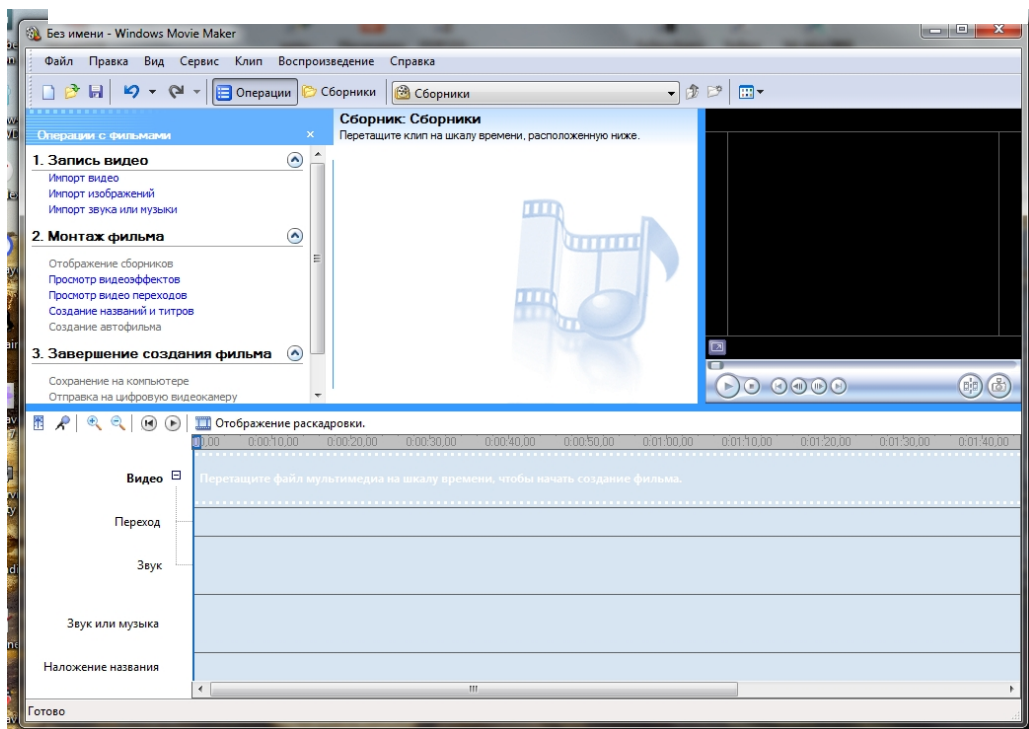 Без имени - Windows Movie Maker
Файл Правка Вид Сервис Клип Воспроизведение Справка
Операции Сборники Сборники
Операции с фильмами
1. Запись видео
Импорт видео
Импорт изображений
Импорт звука или музыки
2. Монтаж фильма
Отображение сборников
Просмотр видеоэффектов
Просмотр видео переходов
Создание названий и титров
Создание автофильма
3. Завершение создания фильма
Сохранение на компьютере
Отправка на цифровую видеокамеру
Сборник: Сборники
Перетащите клип на шкалу времени, расположенную ниже.
Отображение раскадровки.
0,00 0:00:10,00 0:00:20,00 0:00:30,00 0:00:40,00 0:00:50,00 0:01:00,00 0:01:10,00 0:01:20,00 0:01:30,00 0:01:40,00
Видео
Перетащите файл мультимедиа на шкалу времени, чтобы начать создание фильма.
Переход
Звук
Звук или музыка
Наложение названия
Готово